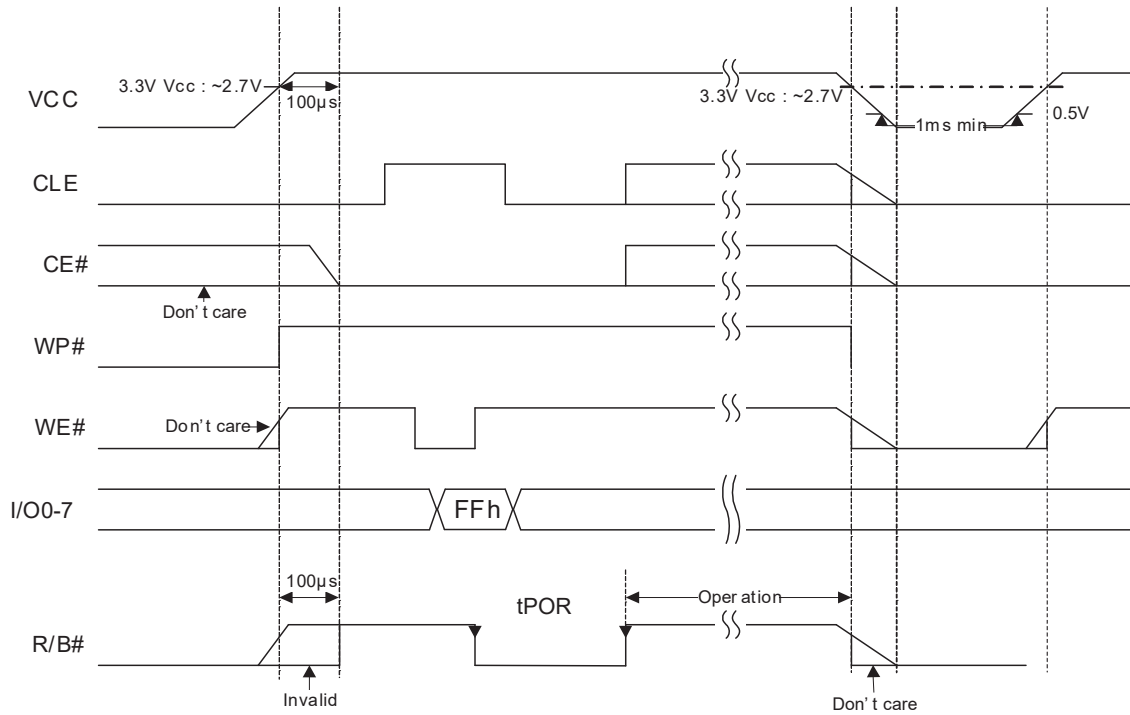 VCC
3.3V Vcc : ~2.7V
100µs
3.3V Vcc : ~2.7V
1ms min
0.5V
CLE
CE#
Don't care
WP#
WE#
Don't care
I/O0-7
FFh
100µs
tPOR
Operation
R/B#
Invalid
Don't care